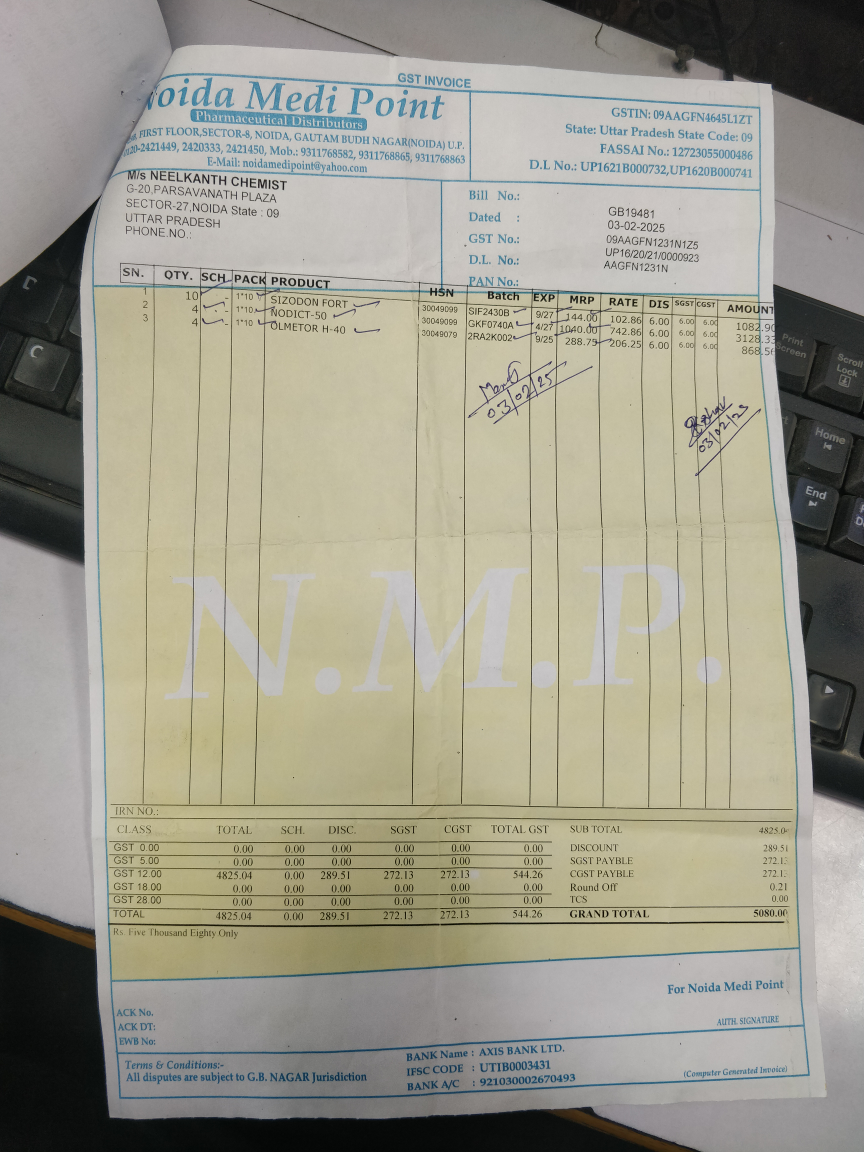 GST INVOICE
Noida Medi Point
Pharmaceutical Distributors
FIRST FLOOR,SECTOR-8, NOIDA, GAUTAM BUDH NAGAR(NOIDA) U.P.
0120-2421449, 2420333, 2421450, Mob.: 9311768582, 9311768865, 9311768863
E-Mail: noidamedipoint@yahoo.com
GSTIN: 09AAGFN4645L1ZT
State: Uttar Pradesh State Code: 09
FASSAI No.: 12723055000486
D.L No.: UP1621B000732,UP1620B000741
M/s NEELKANTH CHEMIST
G-20,PARSAVANATH PLAZA
SECTOR-27,NOIDA State : 09
UTTAR PRADESH
PHONE.NO.:
Bill No.: GB19481
Dated : 03-02-2025
GST No.: 09AAGFN1231N1Z5
D.L. No.: UP16/20/21/0000923
PAN No.: AAGFN1231N
SN. QTY. SCH. PACK PRODUCT HSN Batch EXP MRP RATE DIS SGST CGST AMOUNT
1 10 - 1*10 SIZODON FORT 30049099 SIF2430B 9/27 144.00 102.86 6.00 6.00 6.00 1082.90
2 4 - 1*10 NODICT-50 30049099 GKF0740A 4/27 1040.00 742.86 6.00 6.00 6.00 3128.33
3 4 - 1*10 OLMETOR H-40 30049079 2RA2K002 9/25 288.75 206.25 6.00 6.00 6.00 868.56
03/02/25
03/02/25
N.M.P.
IRN NO.:
CLASS TOTAL SCH. DISC. SGST CGST TOTAL GST
GST 0.00 0.00 0.00 0.00 0.00 0.00 0.00
GST 5.00 0.00 0.00 0.00 0.00 0.00 0.00
GST 12.00 4825.04 0.00 289.51 272.13 272.13 544.26
GST 18.00 0.00 0.00 0.00 0.00 0.00 0.00
GST 28.00 0.00 0.00 0.00 0.00 0.00 0.00
TOTAL 4825.04 0.00 289.51 272.13 272.13 544.26
SUB TOTAL 4825.04
DISCOUNT 289.51
SGST PAYBLE 272.13
CGST PAYBLE 272.13
Round Off 0.21
TCS 0.00
GRAND TOTAL 5080.00
Rs. Five Thousand Eighty Only
For Noida Medi Point
AUTH. SIGNATURE
ACK No.
ACK DT:
EWB No:
Terms & Conditions:-
All disputes are subject to G.B. NAGAR Jurisdiction
BANK Name : AXIS BANK LTD.
IFSC CODE : UTIB0003431
BANK A/C : 921030002670493
(Computer Generated Invoice)
C
Print Screen
Scroll Lock
Home
End